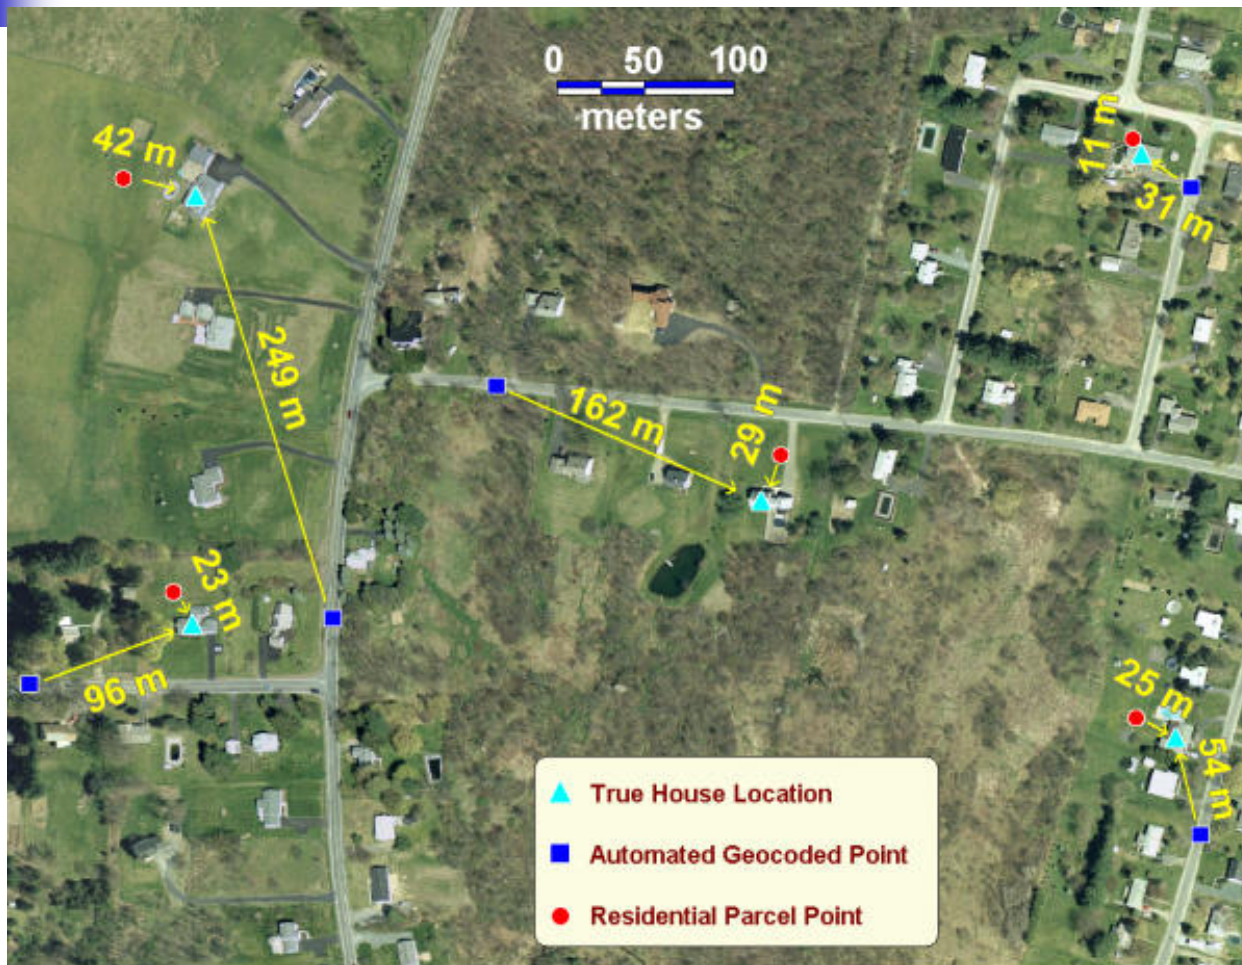 0 50 100
meters
42 m
11 m
31 m
249 m
162 m
29 m
23 m
96 m
25 m
54 m
True House Location
Automated Geocoded Point
Residential Parcel Point